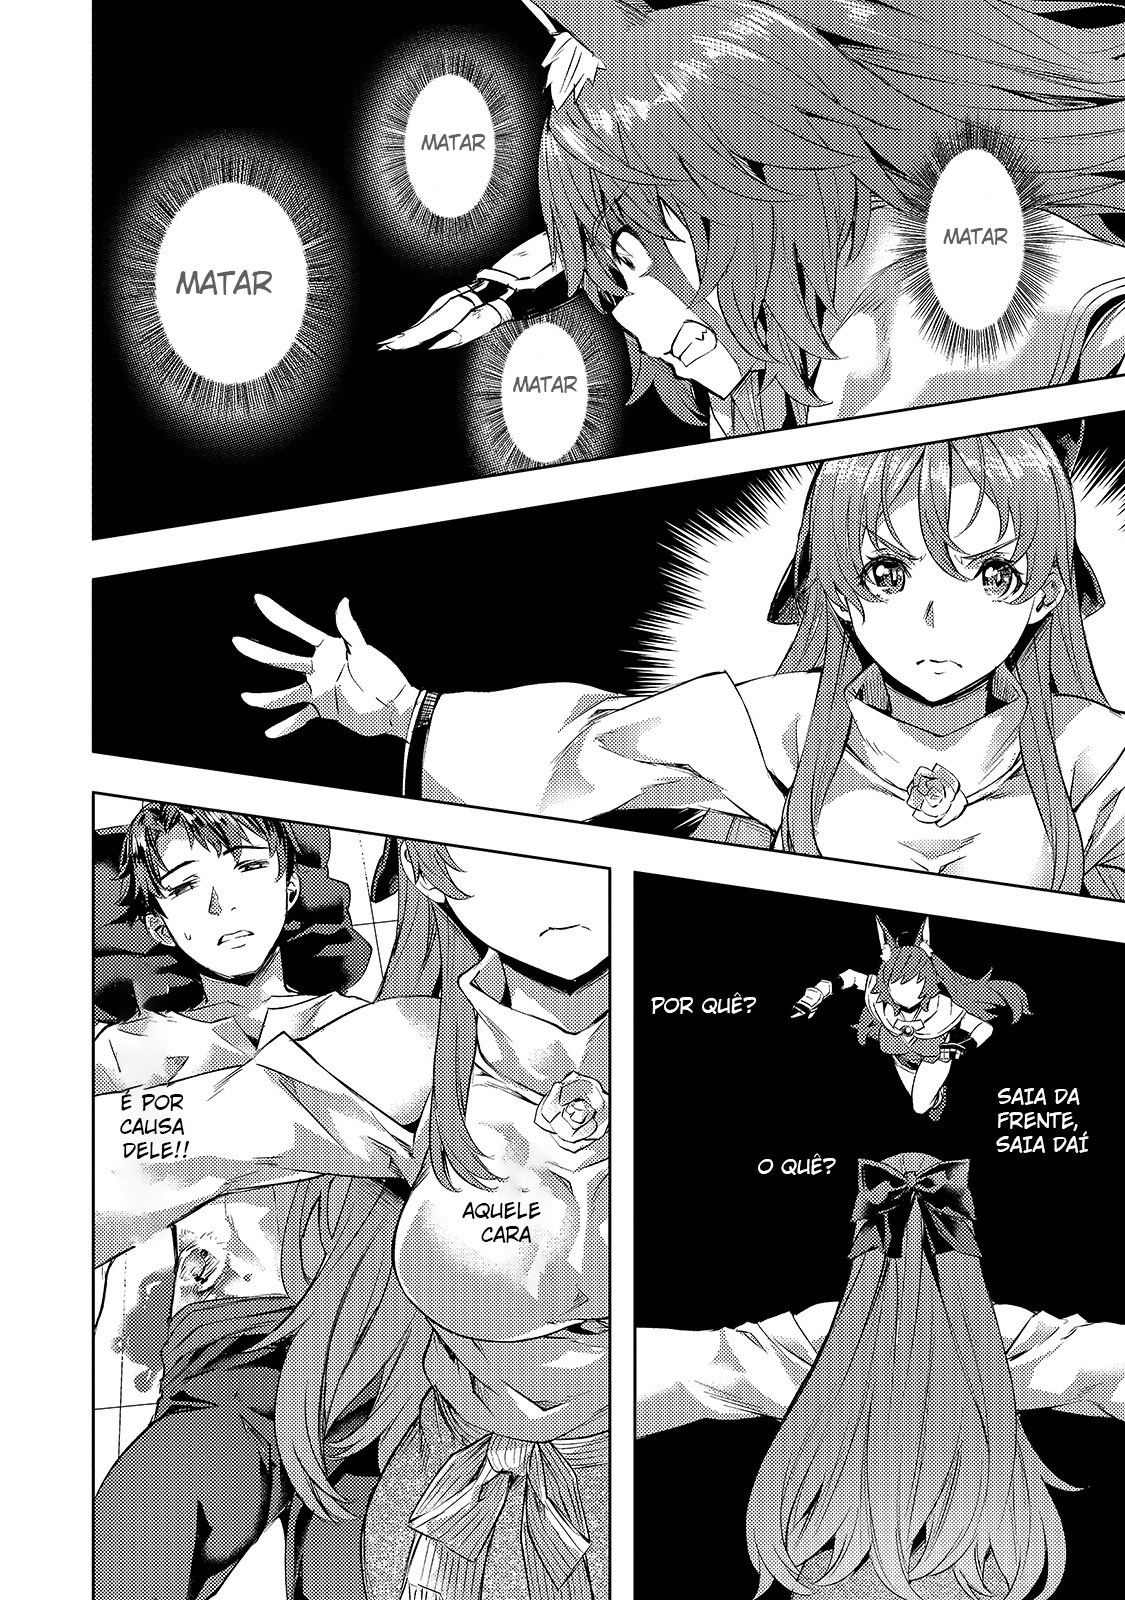 MATAR
MATAR
MATAR
MATAR
POR QUÊ?
SAIA DA
FRENTE,
SAIA DAÍ
O QUÊ?
AQUELE
CARA
É POR
CAUSA
DELE!!